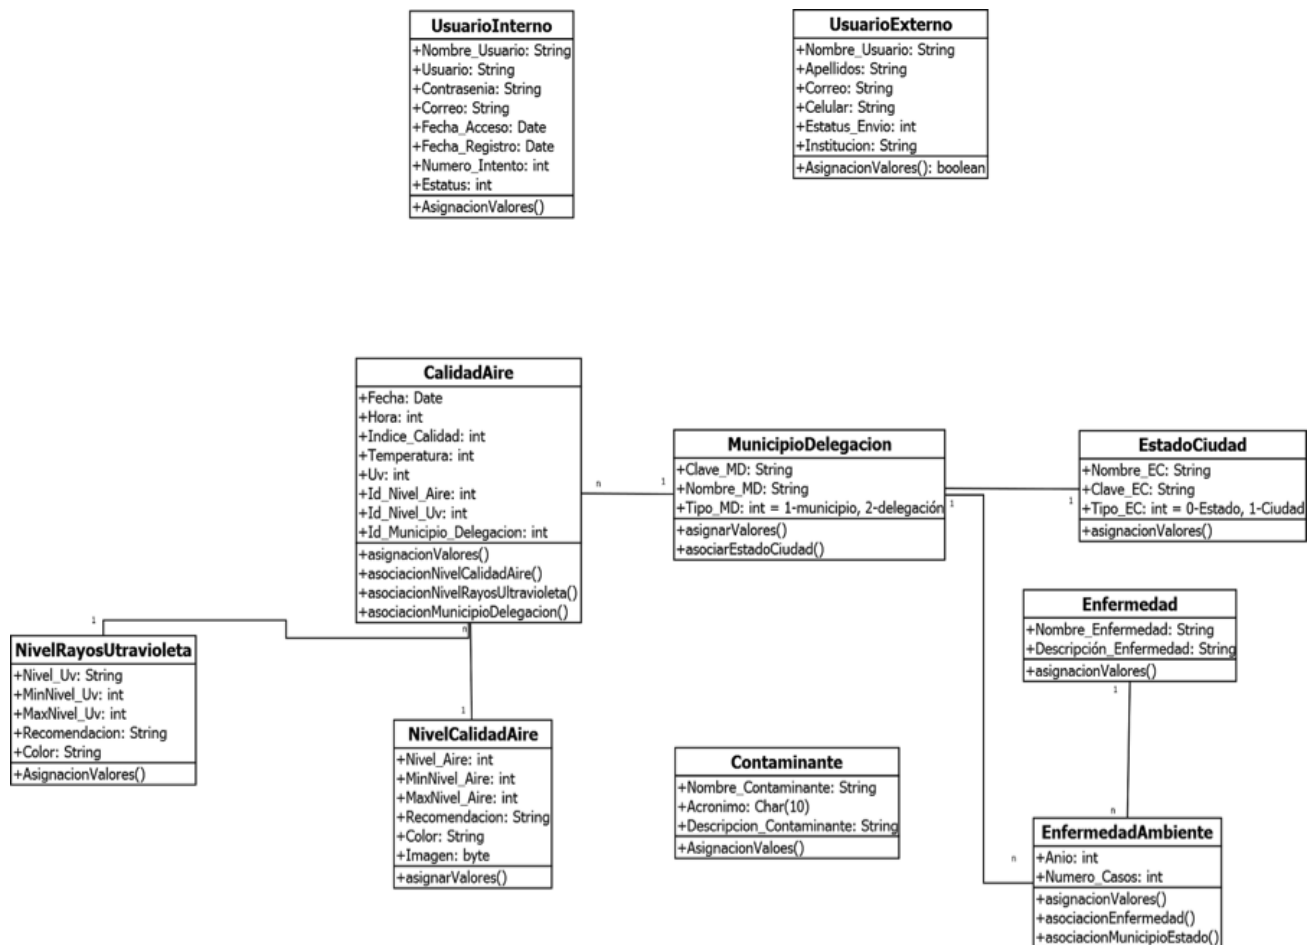 UsuarioInterno
+Nombre_Usuario: String
+Usuario: String
+Contrasenia: String
+Correo: String
+Fecha_Acceso: Date
+Fecha_Registro: Date
+Numero_Intento: int
+Estatus: int
+AsignacionValores()
UsuarioExterno
+Nombre_Usuario: String
+Apellidos: String
+Correo: String
+Celular: String
+Estatus_Envio: int
+Institucion: String
+AsignacionValores(): boolean
CalidadAire
+Fecha: Date
+Hora: int
+Indice_Calidad: int
+Temperatura: int
+Uv: int
+Id_Nivel_Aire: int
+Id_Nivel_Uv: int
+Id_Municipio_Delegacion: int
+asignacionValores()
+asociacionNivelCalidadAire()
+asociacionNivelRayosUltravioleta()
+asociacionMunicipioDelegacion()
n
1
MunicipioDelegacion
+Clave_MD: String
+Nombre_MD: String
+Tipo_MD: int = 1-municipio, 2-delegación
+asignarValores()
+asociarEstadoCiudad()
1
1
EstadoCiudad
+Nombre_EC: String
+Clave_EC: String
+Tipo_EC: int = 0-Estado, 1-Ciudad
+asignacionValores()
1
n
NivelRayosUtravioleta
+Nivel_Uv: String
+MinNivel_Uv: int
+MaxNivel_Uv: int
+Recomendacion: String
+Color: String
+AsignacionValores()
1
NivelCalidadAire
+Nivel_Aire: int
+MinNivel_Aire: int
+MaxNivel_Aire: int
+Recomendacion: String
+Color: String
+Imagen: byte
+asignarValores()
Contaminante
+Nombre_Contaminante: String
+Acronimo: Char(10)
+Descripcion_Contaminante: String
+AsignacionValoes()
Enfermedad
+Nombre_Enfermedad: String
+Descripción_Enfermedad: String
+asignacionValores()
1
n
n
EnfermedadAmbiente
+Anio: int
+Numero_Casos: int
+asignacionValores()
+asociacionEnfermedad()
+asociacionMunicipioEstado()